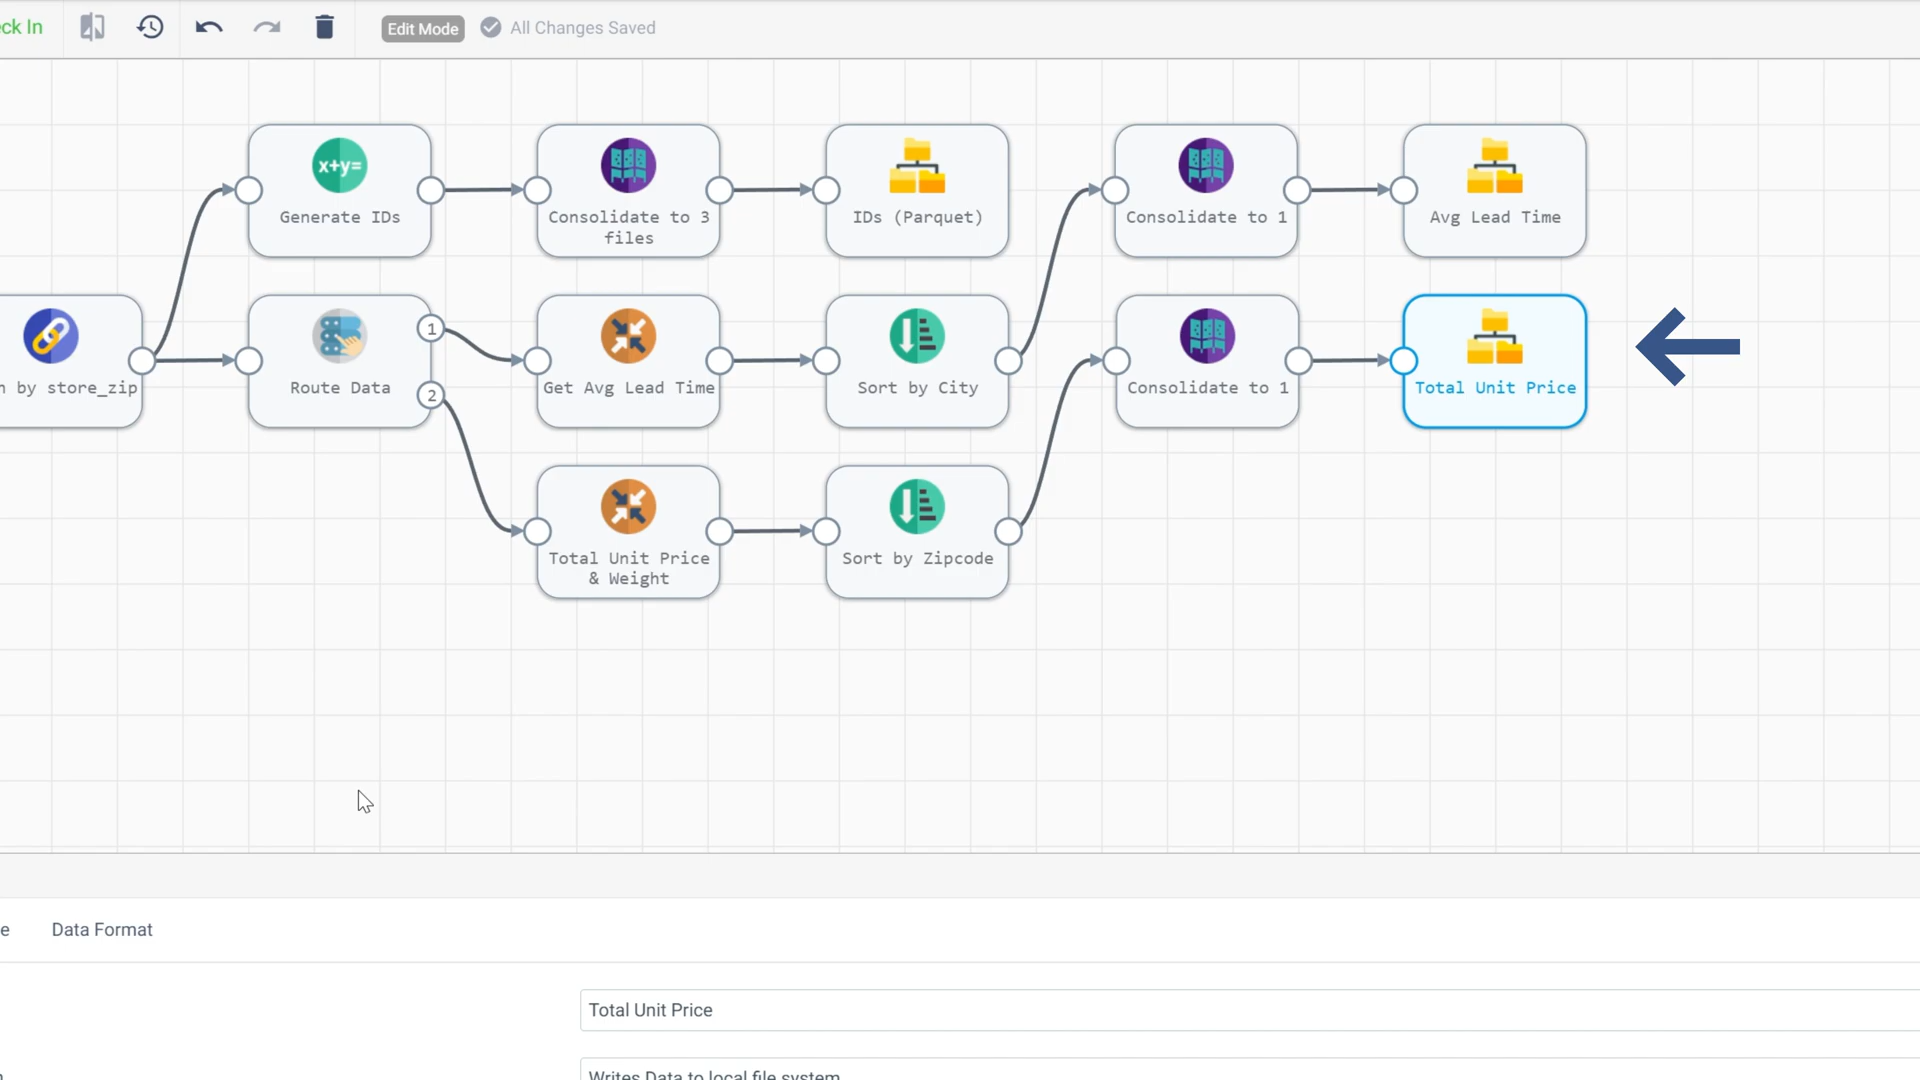 ck In
Edit Mode
All Changes Saved
x+y=
Generate IDs
Consolidate to 3
files
IDs (Parquet)
Consolidate to 1
Avg Lead Time
n by store_zip
Route Data
1
2
Get Avg Lead Time
Sort by City
Consolidate to 1
Total Unit Price
Total Unit Price
& Weight
Sort by Zipcode
e
Data Format
Total Unit Price
Writes Data to local file system